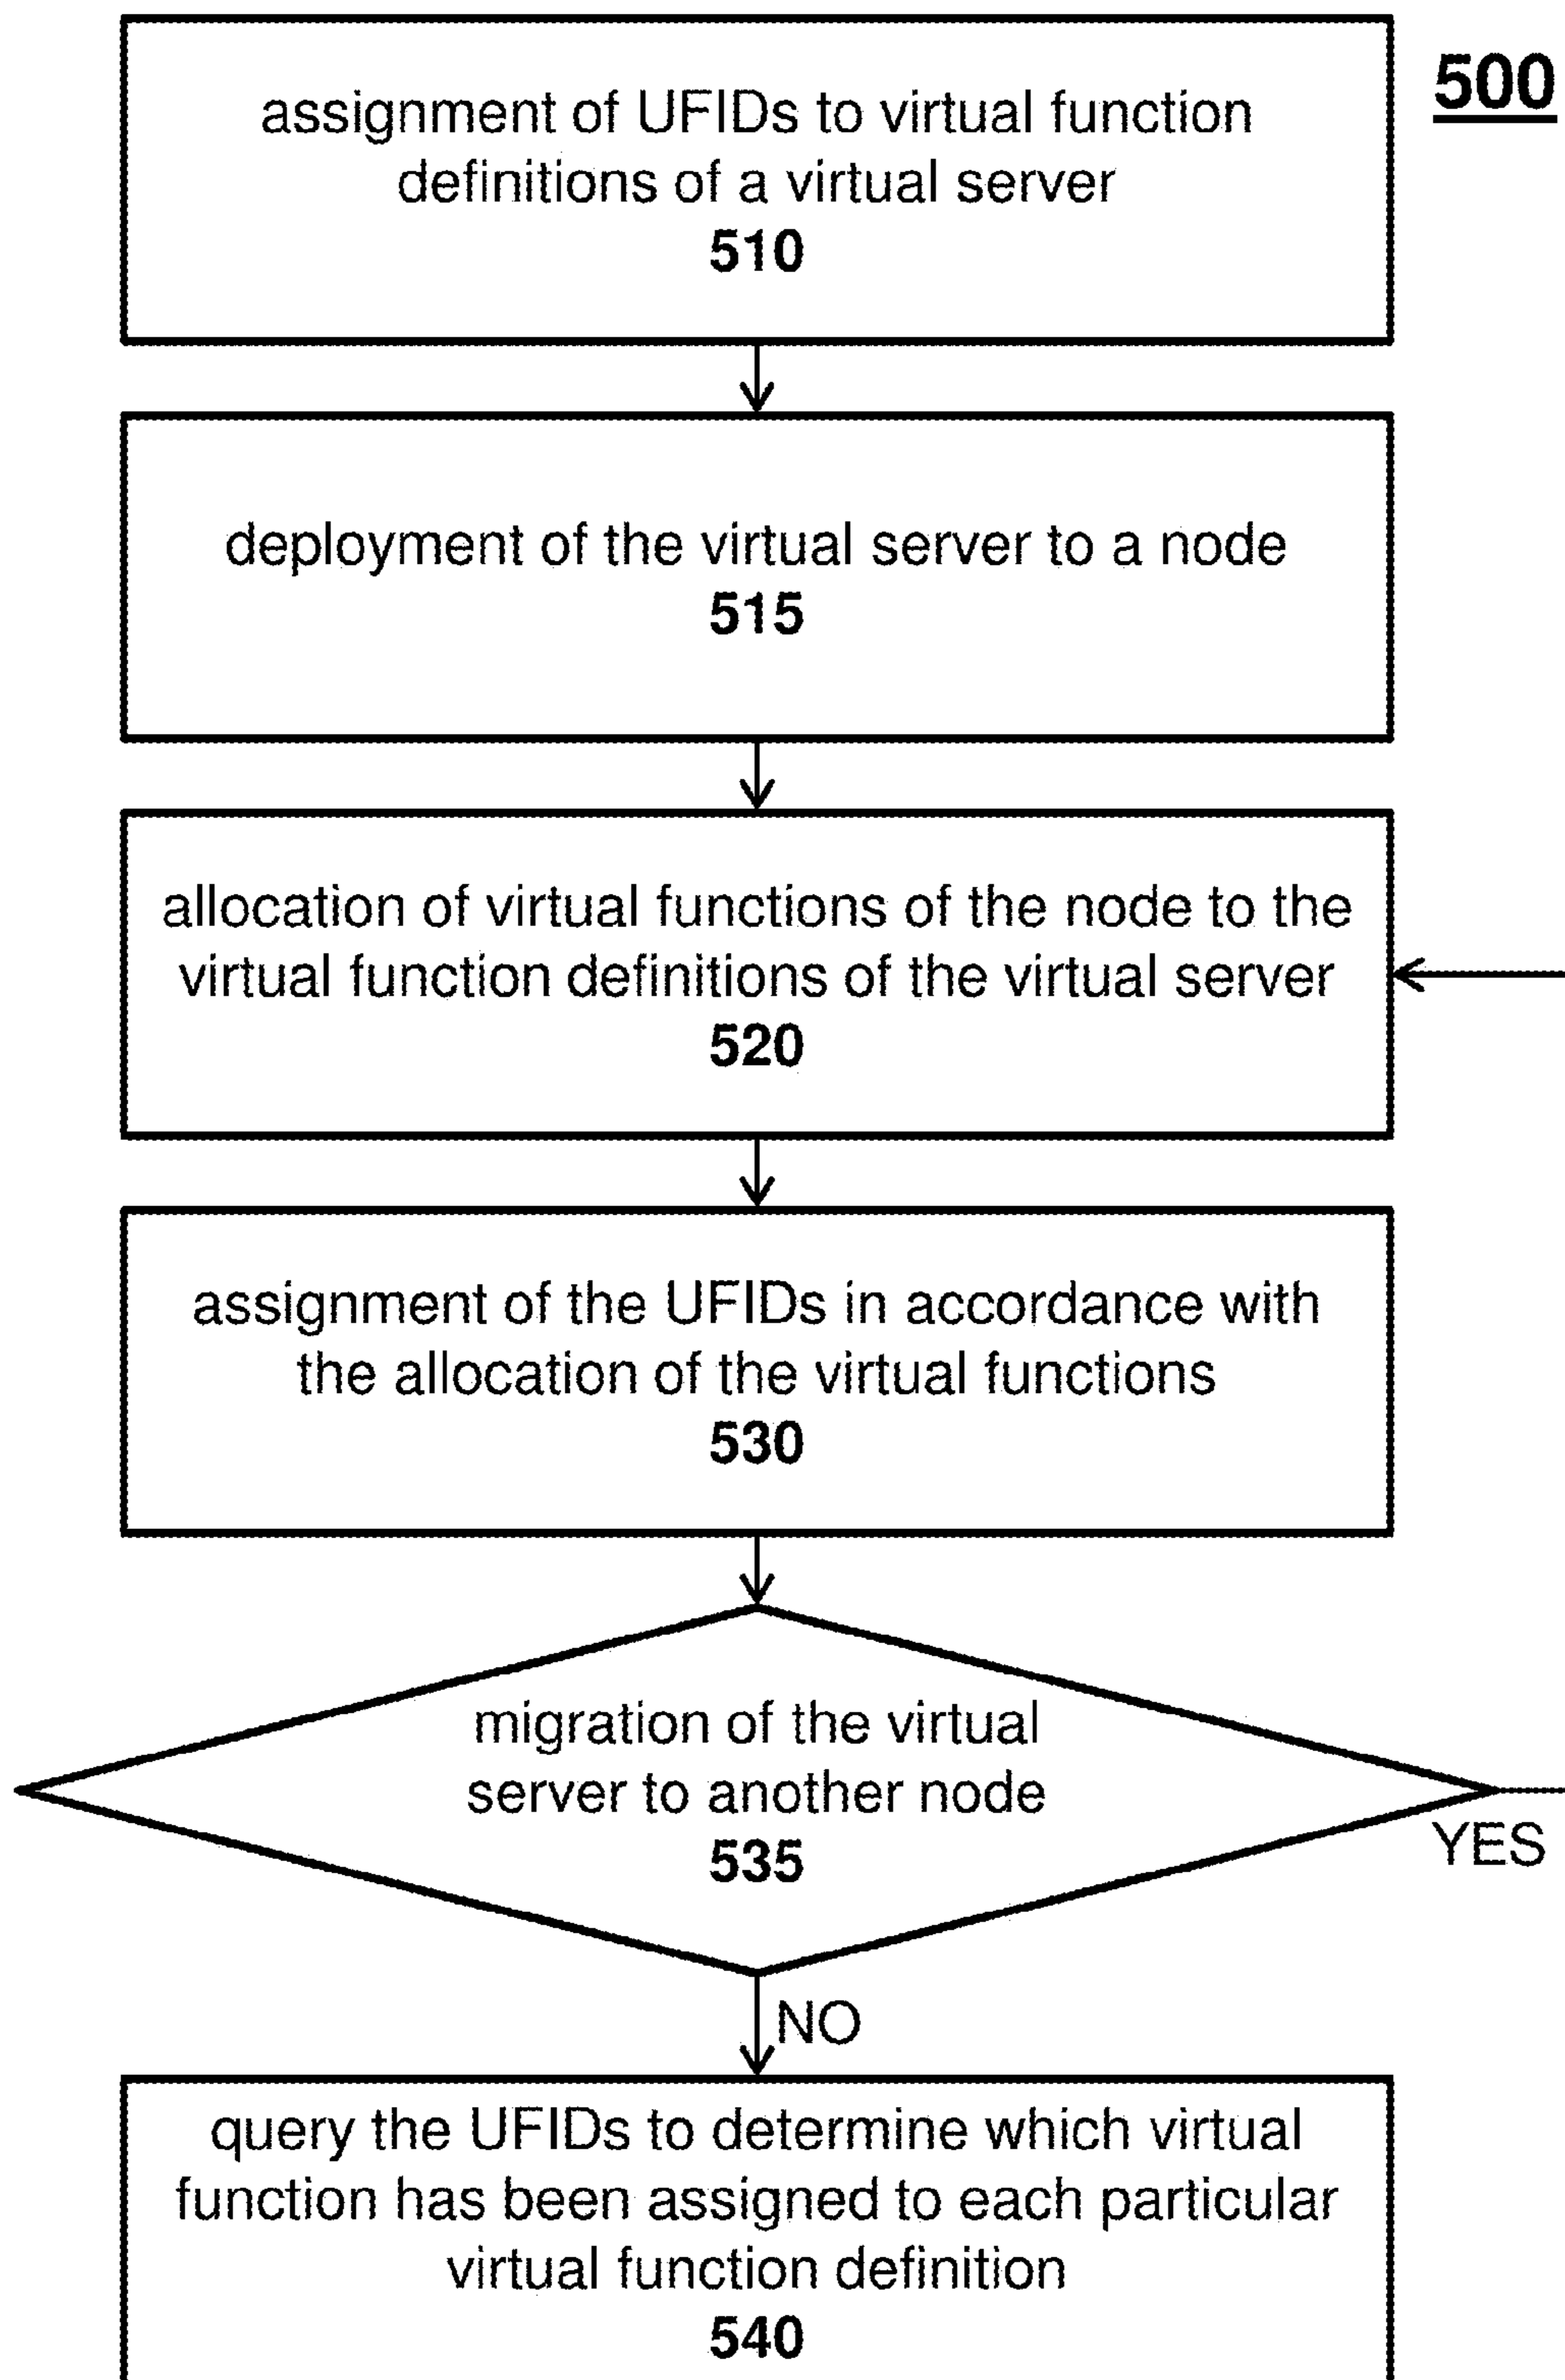 500
assignment of UFIDs to virtual function
definitions of a virtual server
510
deployment of the virtual server to a node
515
allocation of virtual functions of the node to the
virtual function definitions of the virtual server
520
assignment of the UFIDs in accordance with
the allocation of the virtual functions
530
migration of the virtual
server to another node
535
YES
NO
query the UFIDs to determine which virtual
function has been assigned to each particular
virtual function definition
540